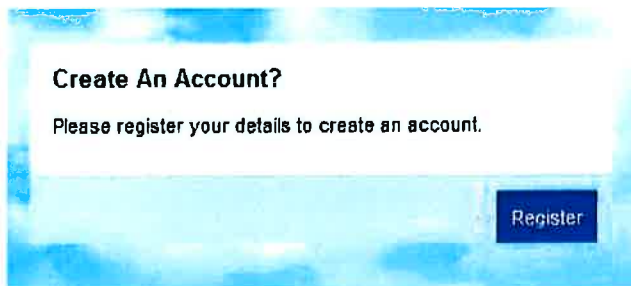 Create An Account?
Please register your details to create an account.
Register